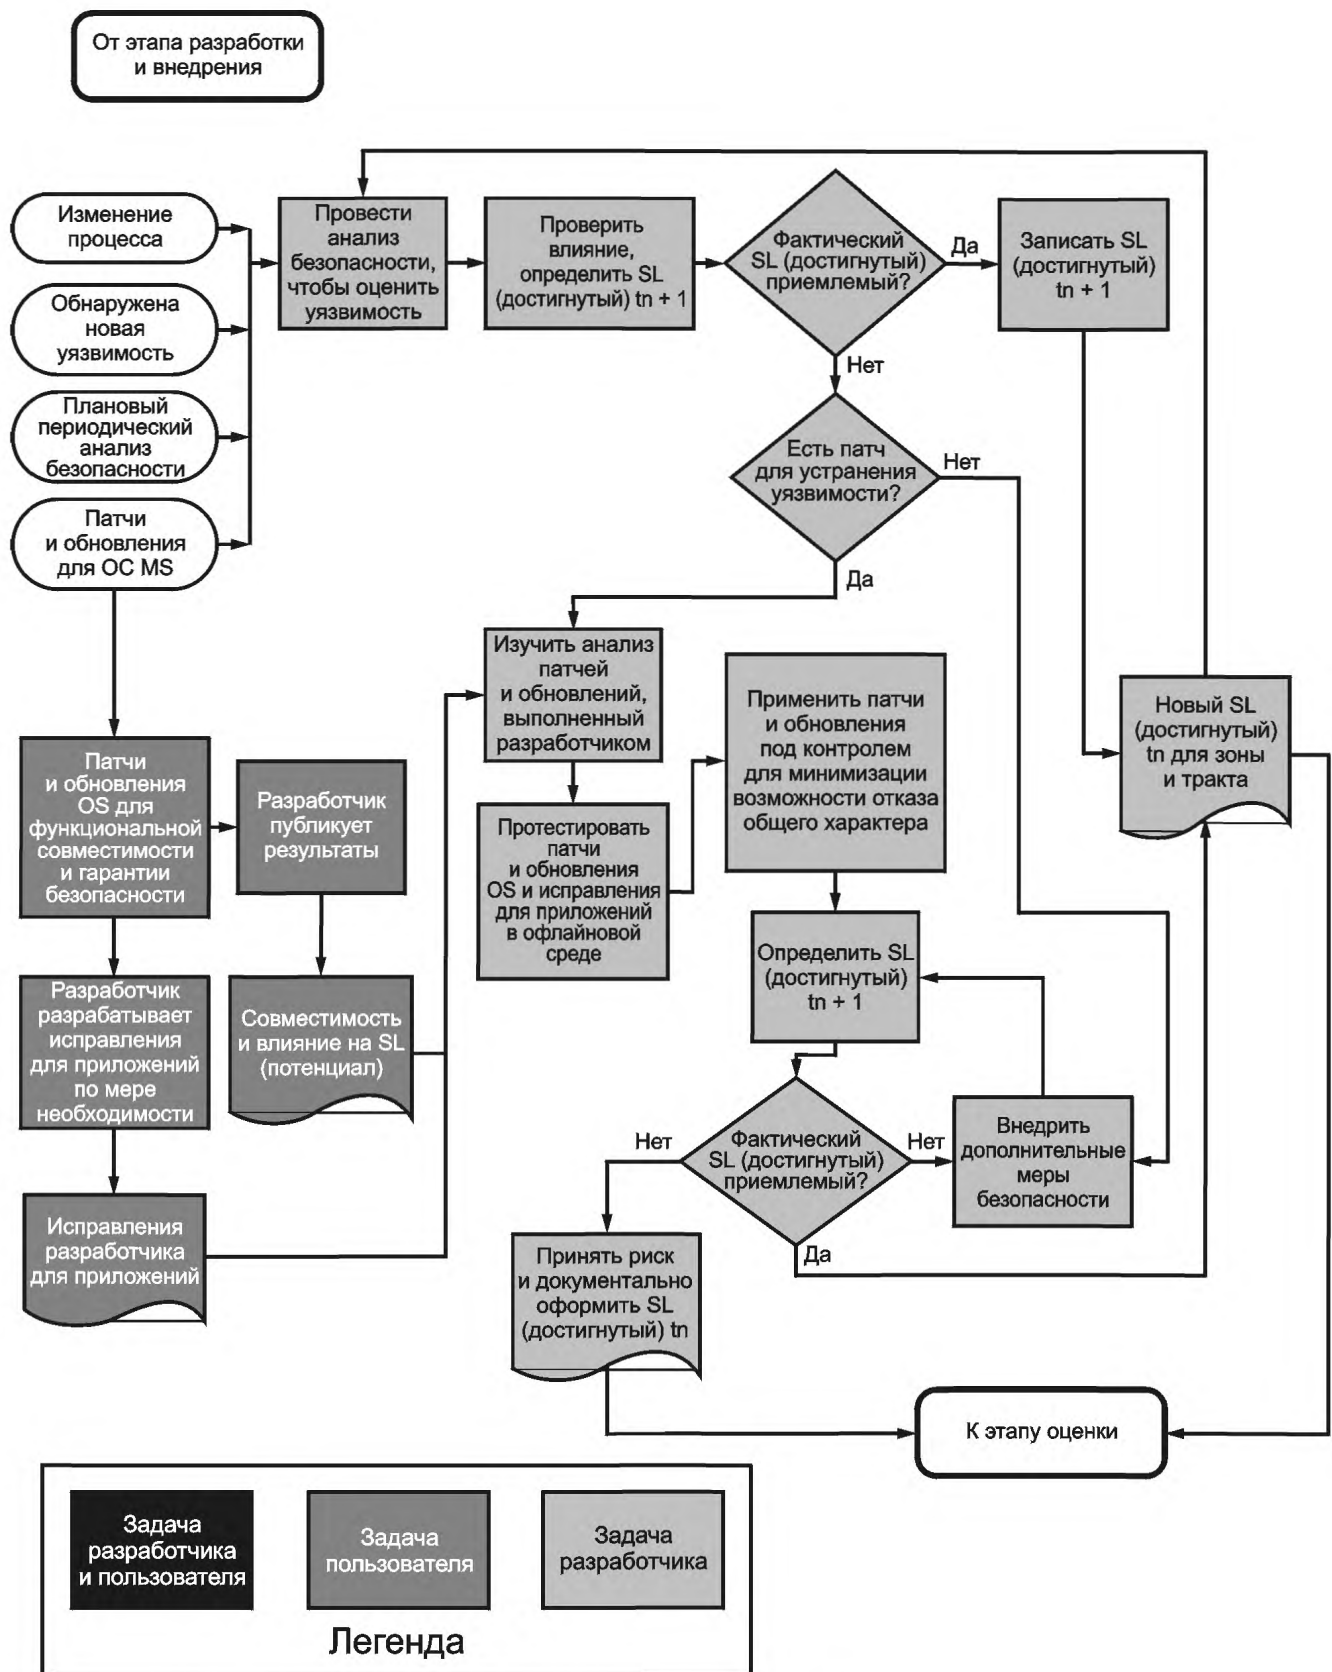 От этапа разработки
и внедрения
Изменение
процесса
Обнаружена
новая
уязвимость
Плановый
периодический
анализ
безопасности
Патчи
и обновления
для ОС MS
Провести
анализ
безопасности,
чтобы оценить
уязвимость
Проверить
влияние,
определить SL
(достигнутый) tn + 1
Фактический
SL (достигнутый)
приемлемый?
Да
Записать SL
(достигнутый)
tn + 1
Нет
Есть патч
для устранения
уязвимости?
Нет
Да
Изучить анализ
патчей
и обновлений,
выполненный
разработчиком
Применить патчи
и обновления
под контролем
для минимизации
возможности отказа
общего характера
Новый SL
(достигнутый)
tn для зоны
и тракта
Патчи
и обновления
OS для
функциональной
совместимости
и гарантии
безопасности
Разработчик
публикует
результаты
Протестировать
патчи
и обновления
OS и исправления
для приложений
в офлайновой
среде
Определить SL
(достигнутый)
tn + 1
Разработчик
разрабатывает
исправления
для приложений
по мере
необходимости
Совместимость
и влияние на SL
(потенциал)
Нет
Фактический
SL (достигнутый)
приемлемый?
Нет
Внедрить
дополнительные
меры
безопасности
Да
Исправления
разработчика
для приложений
Принять риск
и документально
оформить SL
(достигнутый) tn
К этапу оценки
Задача
разработчика
и пользователя
Задача
пользователя
Задача
разработчика
Легенда